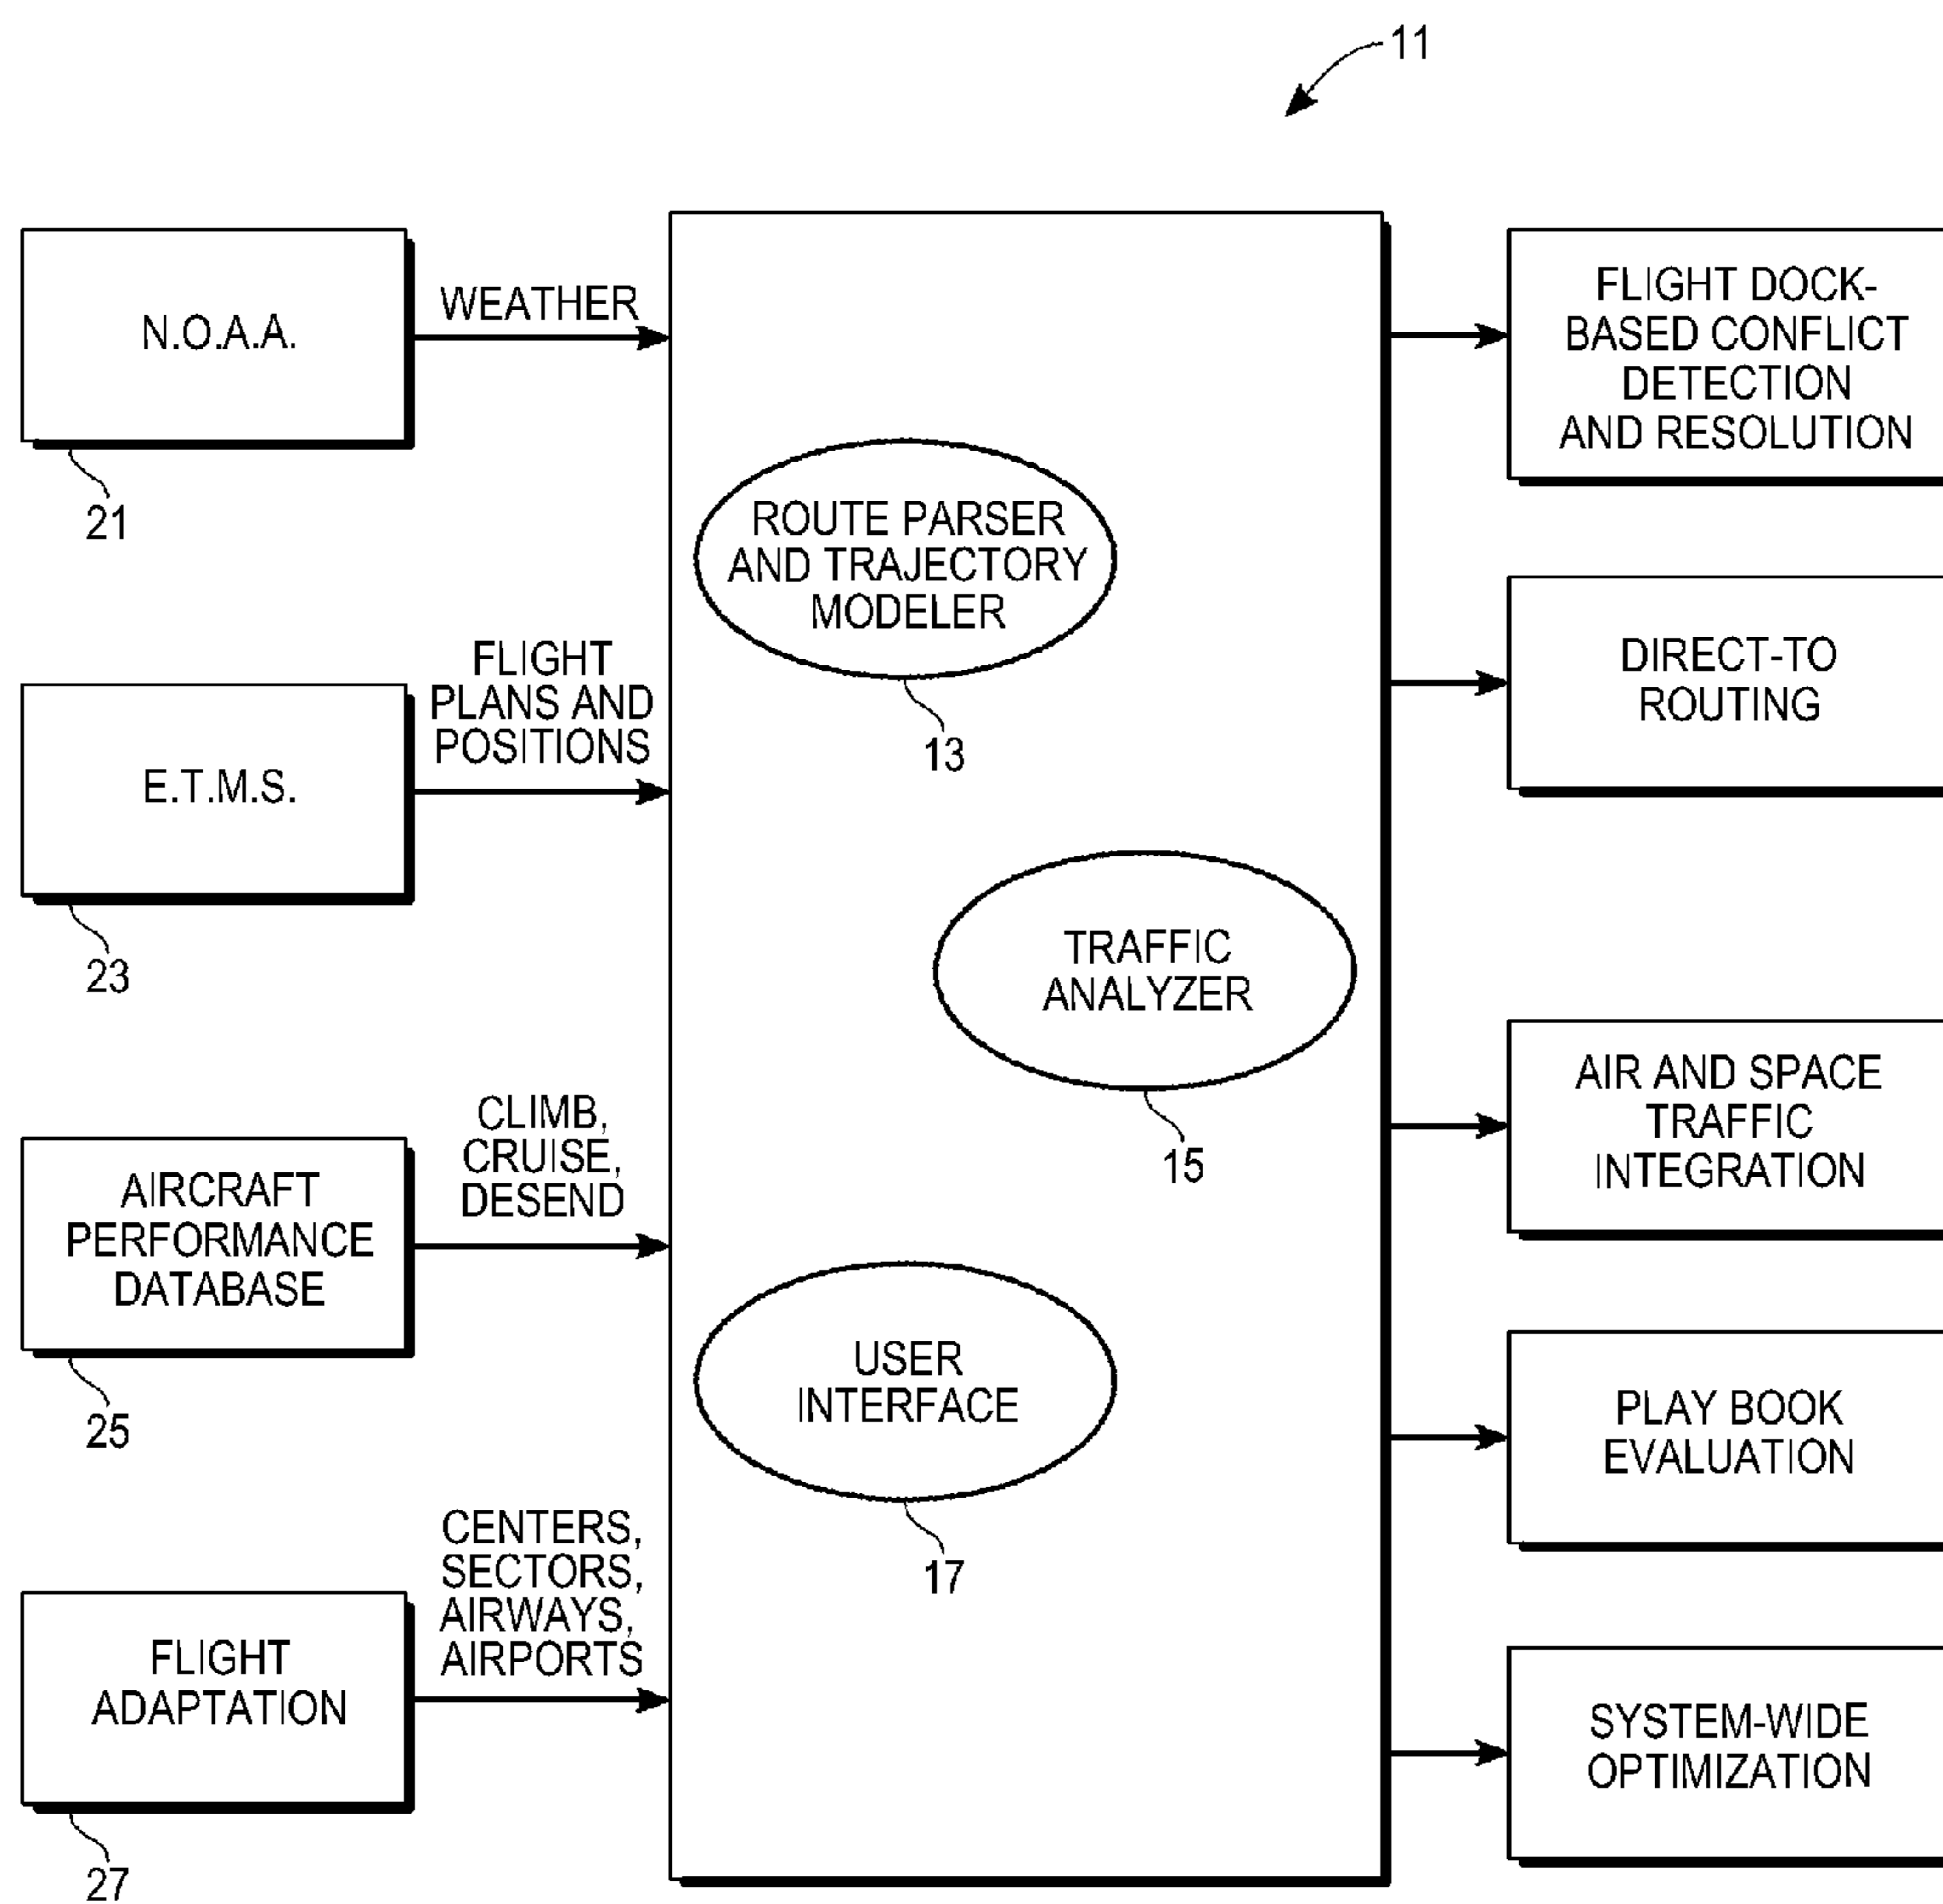 11
N.O.A.A.
21
WEATHER
E.T.M.S.
23
FLIGHT
PLANS AND
POSITIONS
AIRCRAFT
PERFORMANCE
DATABASE
25
CLIMB,
CRUISE,
DESEND
FLIGHT
ADAPTATION
27
CENTERS,
SECTORS,
AIRWAYS,
AIRPORTS
ROUTE PARSER
AND TRAJECTORY
MODELER
13
TRAFFIC
ANALYZER
15
USER
INTERFACE
17
FLIGHT DOCK-
BASED CONFLICT
DETECTION
AND RESOLUTION
DIRECT-TO
ROUTING
AIR AND SPACE
TRAFFIC
INTEGRATION
PLAY BOOK
EVALUATION
SYSTEM-WIDE
OPTIMIZATION